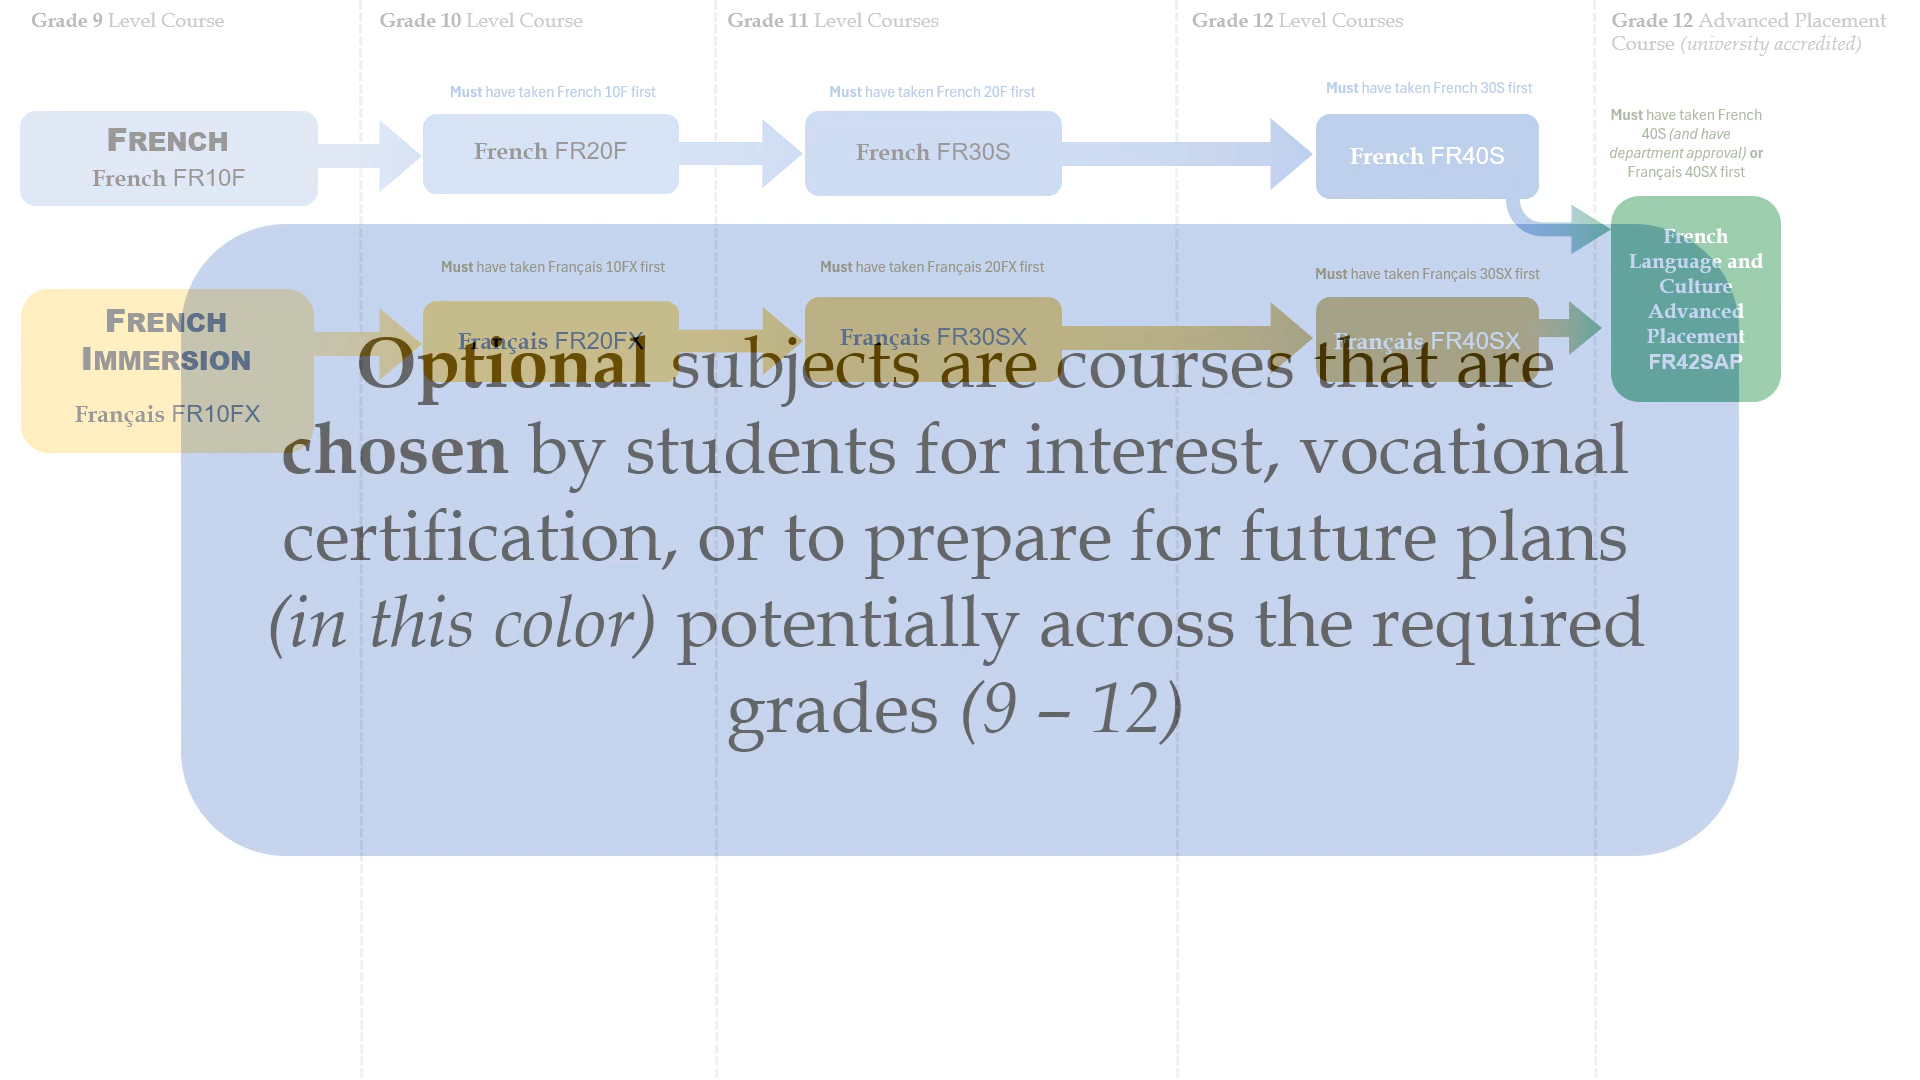 Grade 9 Level Course
Grade 10 Level Course
Grade 11 Level Courses
Grade 12 Level Courses
Grade 12 Advanced Placement
Course (university accredited)
Must have taken French 10F first
Must have taken French 20F first
Must have taken French 30S first
Must have taken French
40S (and have
department approval) or
Français 40SX first
FRENCH
French FR10F
French FR20F
French FR30S
French FR40S
French
Language and
Culture
Advanced
Placement
FR42SAP
Must have taken Français 10FX first
Must have taken Français 20FX first
Must have taken Français 30SX first
FRENCH
IMMERSION
Français FR10FX
Français FR20FX
Français FR30SX
Français FR40SX
Optional subjects are courses that are
chosen by students for interest, vocational
certification, or to prepare for future plans
(in this color) potentially across the required
grades (9 – 12)